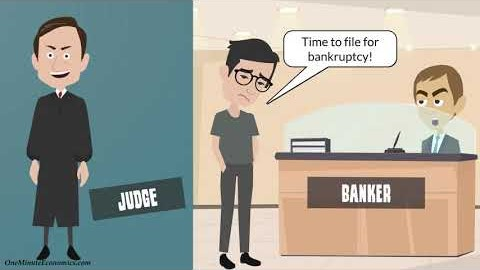 Time to file for
bankruptcy!
JUDGE
BANKER
OneMinuteEconomics.com